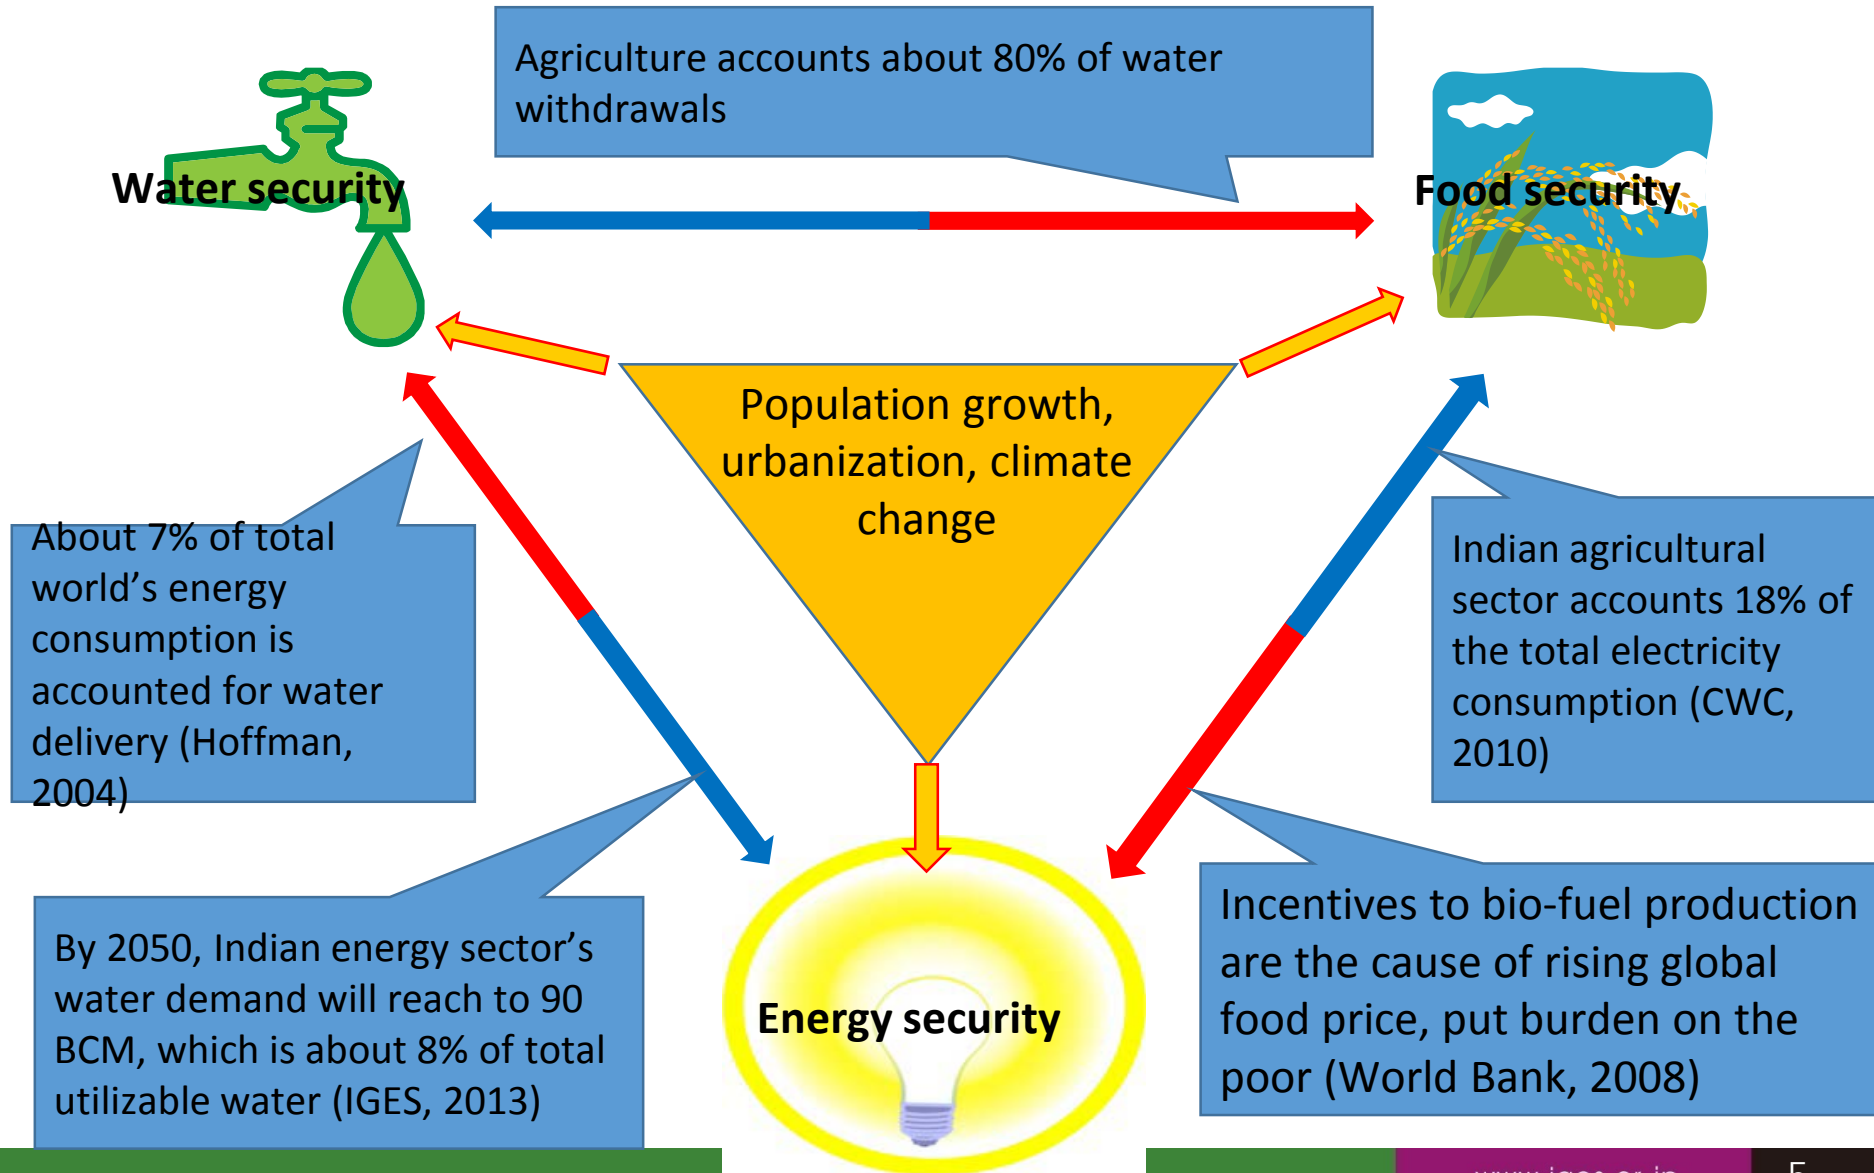 Agriculture accounts about 80% of water
withdrawals
Water security
Food security
Population growth,
urbanization, climate
change
About 7% of total
world's energy
consumption is
accounted for water
delivery (Hoffman,
2004)
Indian agricultural
sector accounts 18% of
the total electricity
consumption (CWC,
2010)
By 2050, Indian energy sector's
water demand will reach to 90
BCM, which is about 8% of total
utilizable water (IGES, 2013)
Energy security
Incentives to bio-fuel production
are the cause of rising global
food price, put burden on the
poor (World Bank, 2008)